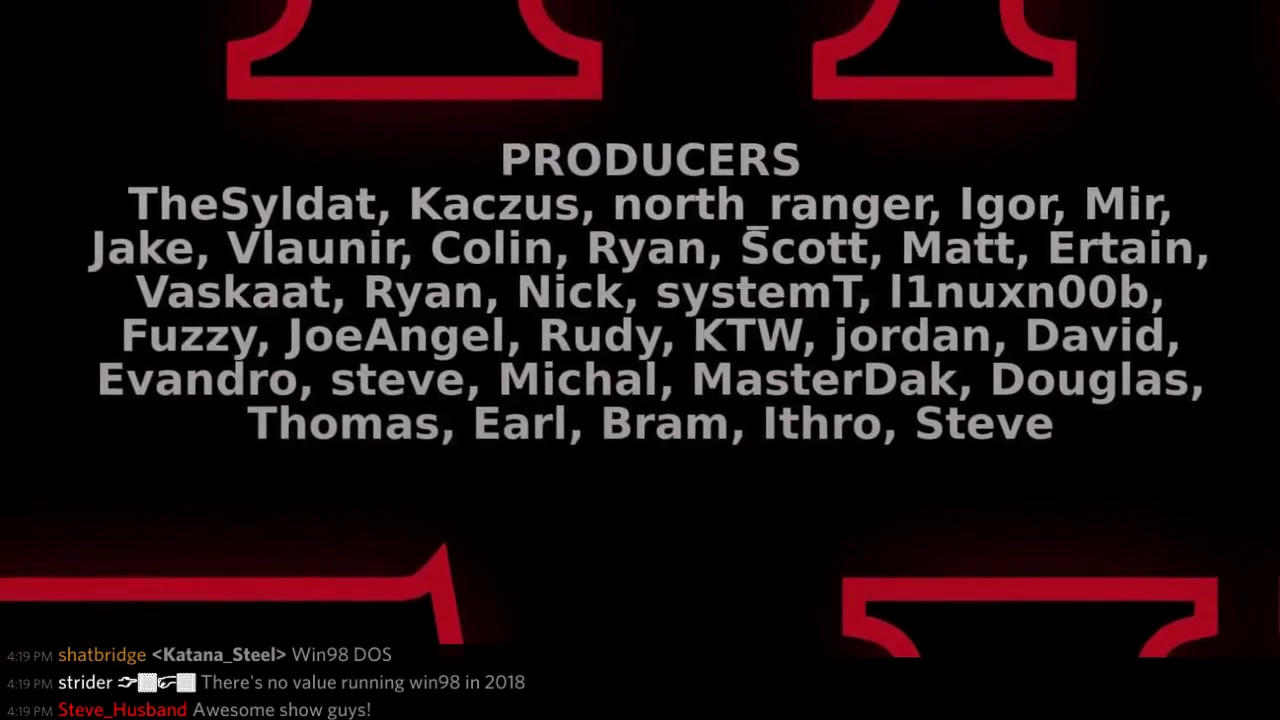 PRODUCERS
TheSyldat, Kaczus, north_ranger, Igor, Mir,
Jake, Vlaunir, Colin, Ryan, Scott, Matt, Ertain,
Vaskaat, Ryan, Nick, systemT, l1nuxn00b,
Fuzzy, JoeAngel, Rudy, KTW, jordan, David,
Evandro, steve, Michal, MasterDak, Douglas,
Thomas, Earl, Bram, Ithro, Steve
4:19 PM shatbridge <Katana_Steel> Win98 DOS
4:19 PM strider There's no value running win98 in 2018
4:19 PM Steve_Husband Awesome show guys!